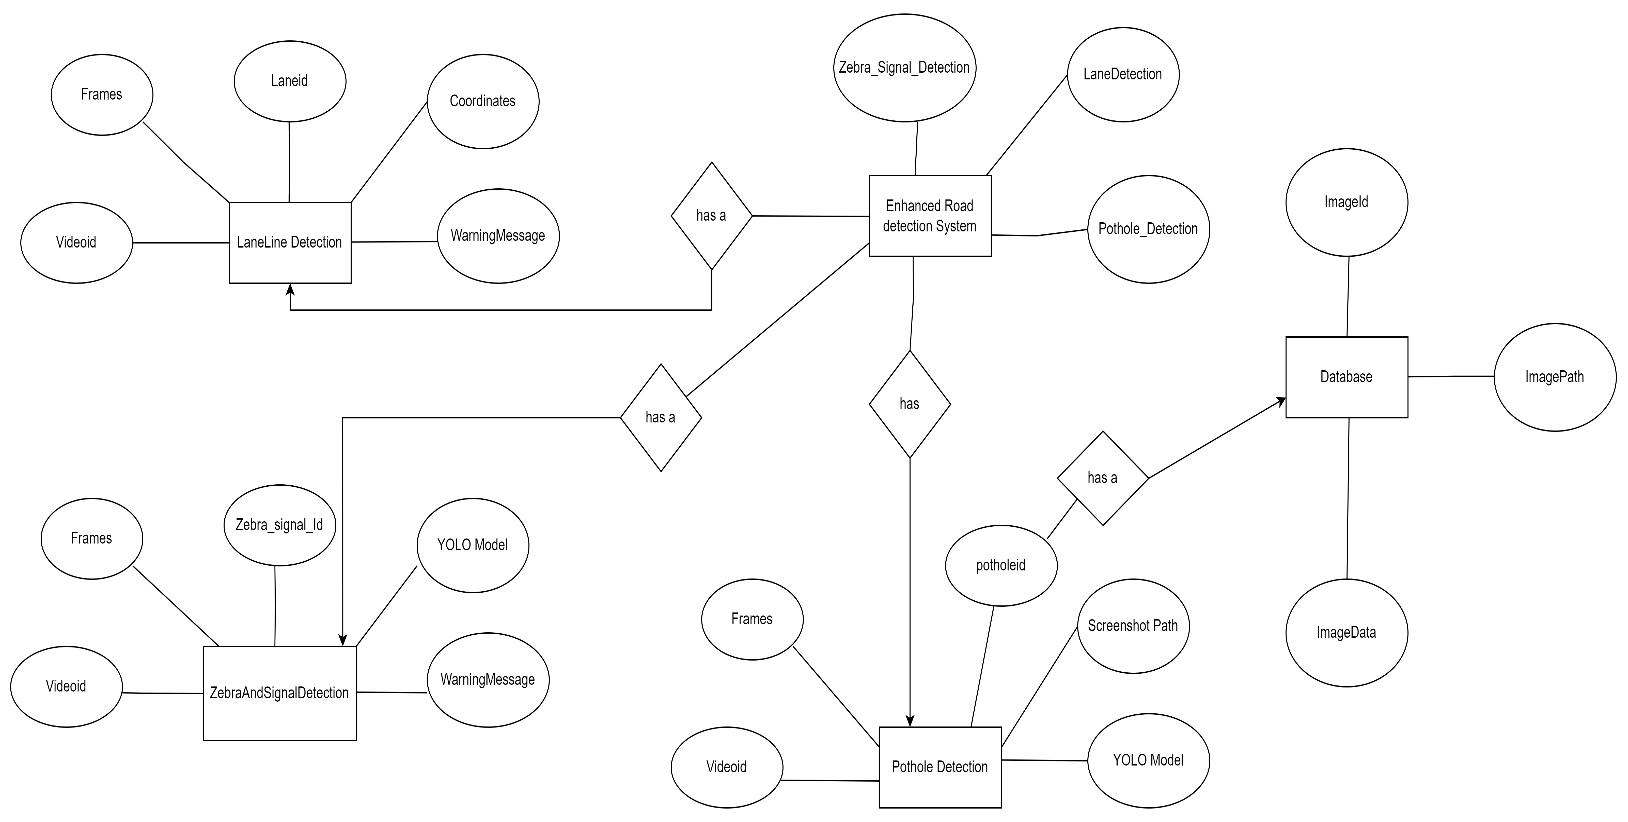 Zebra_Signal_Detection
LaneDetection
Laneid
Frames
Coordinates
ImageId
Enhanced Road
detection System
has a
Pothole_Detection
WarningMessage
Videoid
LaneLine Detection
Database
ImagePath
has
has a
has a
Zebra_signal_Id
Frames
YOLO Model
potholeid
Frames
Screenshot Path
ImageData
WarningMessage
Videoid
ZebraAndSignalDetection
YOLO Model
Videoid
Pothole Detection